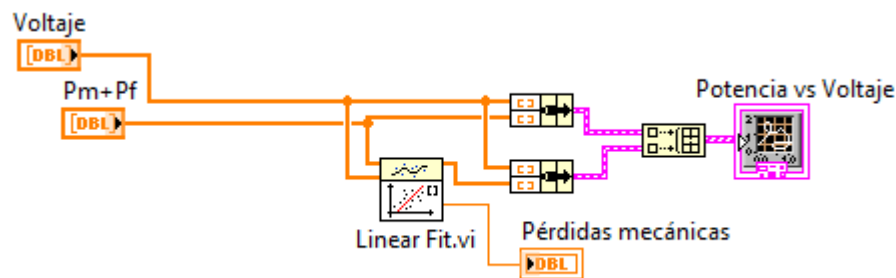 Voltaje
[DBL]
Pm+Pf
[DBL]
Potencia vs Voltaje
Linear Fit.vi
Pérdidas mecánicas
DBL